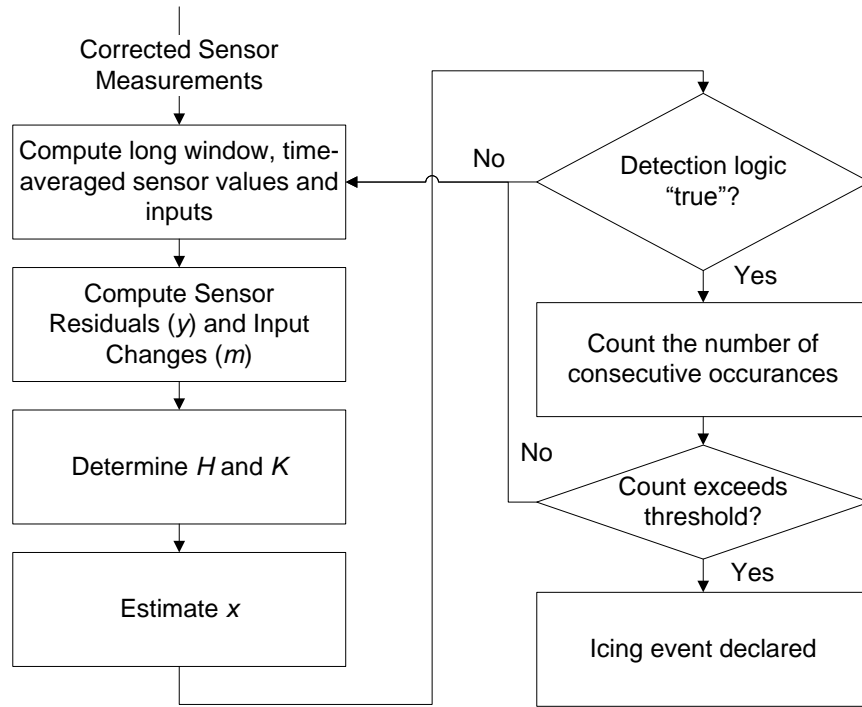 Corrected Sensor
Measurements
Compute long window, time-
averaged sensor values and
inputs
Compute Sensor
Residuals (y) and Input
Changes (m)
Determine H and K
Estimate x
Detection logic
“true”?
No
Yes
Count the number of
consecutive occurances
Count exceeds
threshold?
No
Yes
Icing event declared